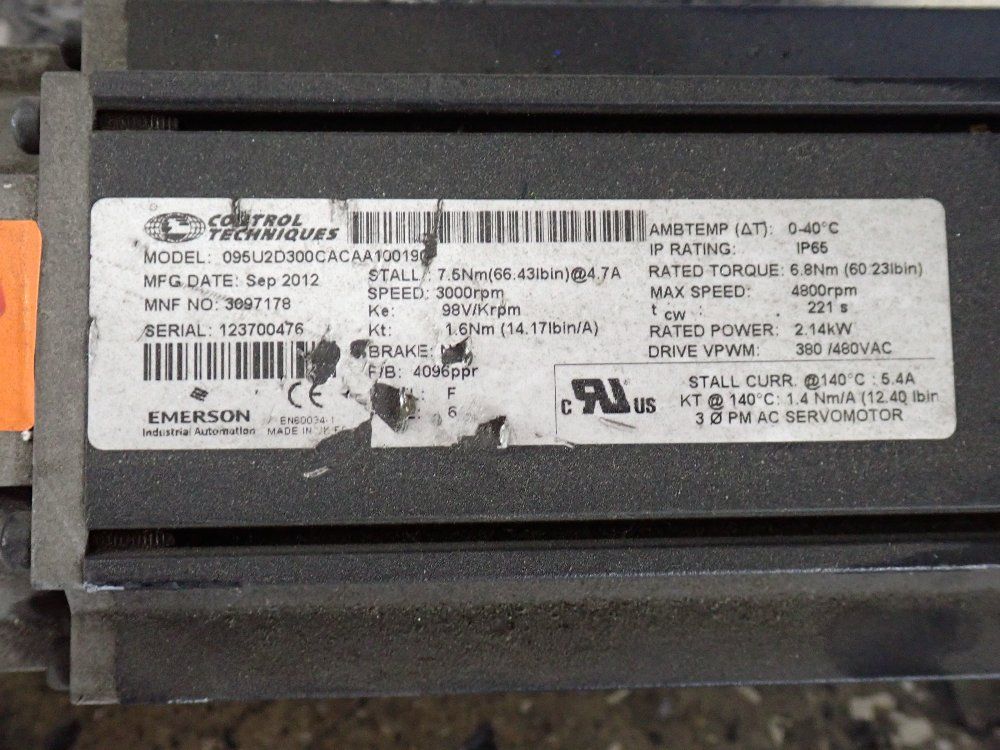 CONTROL
TECHNIQUES
MODEL: 095U2D300CACAA100190
MFG DATE: Sep 2012
MNF NO: 3097178
SERIAL: 123700476
EMERSON
Industrial Automation
CE
EN60034-1
MADE IN
STALL: 7.5Nm(66.43lbin)@4.7A
SPEED: 3000rpm
Ke: 98V/Krpm
Kt: 1.6Nm (14.17lbin/A)
BRAKE:
F/B: 4096ppr
F
6
AMBTEMP (ΔT): 0-40°C
IP RATING: IP65
RATED TORQUE: 6.8Nm (60.23lbin)
MAX SPEED: 4800rpm
t cw : 221 s
RATED POWER: 2.14kW
DRIVE VPWM: 380 /480VAC
c RU US
STALL CURR. @140°C : 5.4A
KT @ 140°C: 1.4 Nm/A (12.40 lbin
3 Ø PM AC SERVOMOTOR